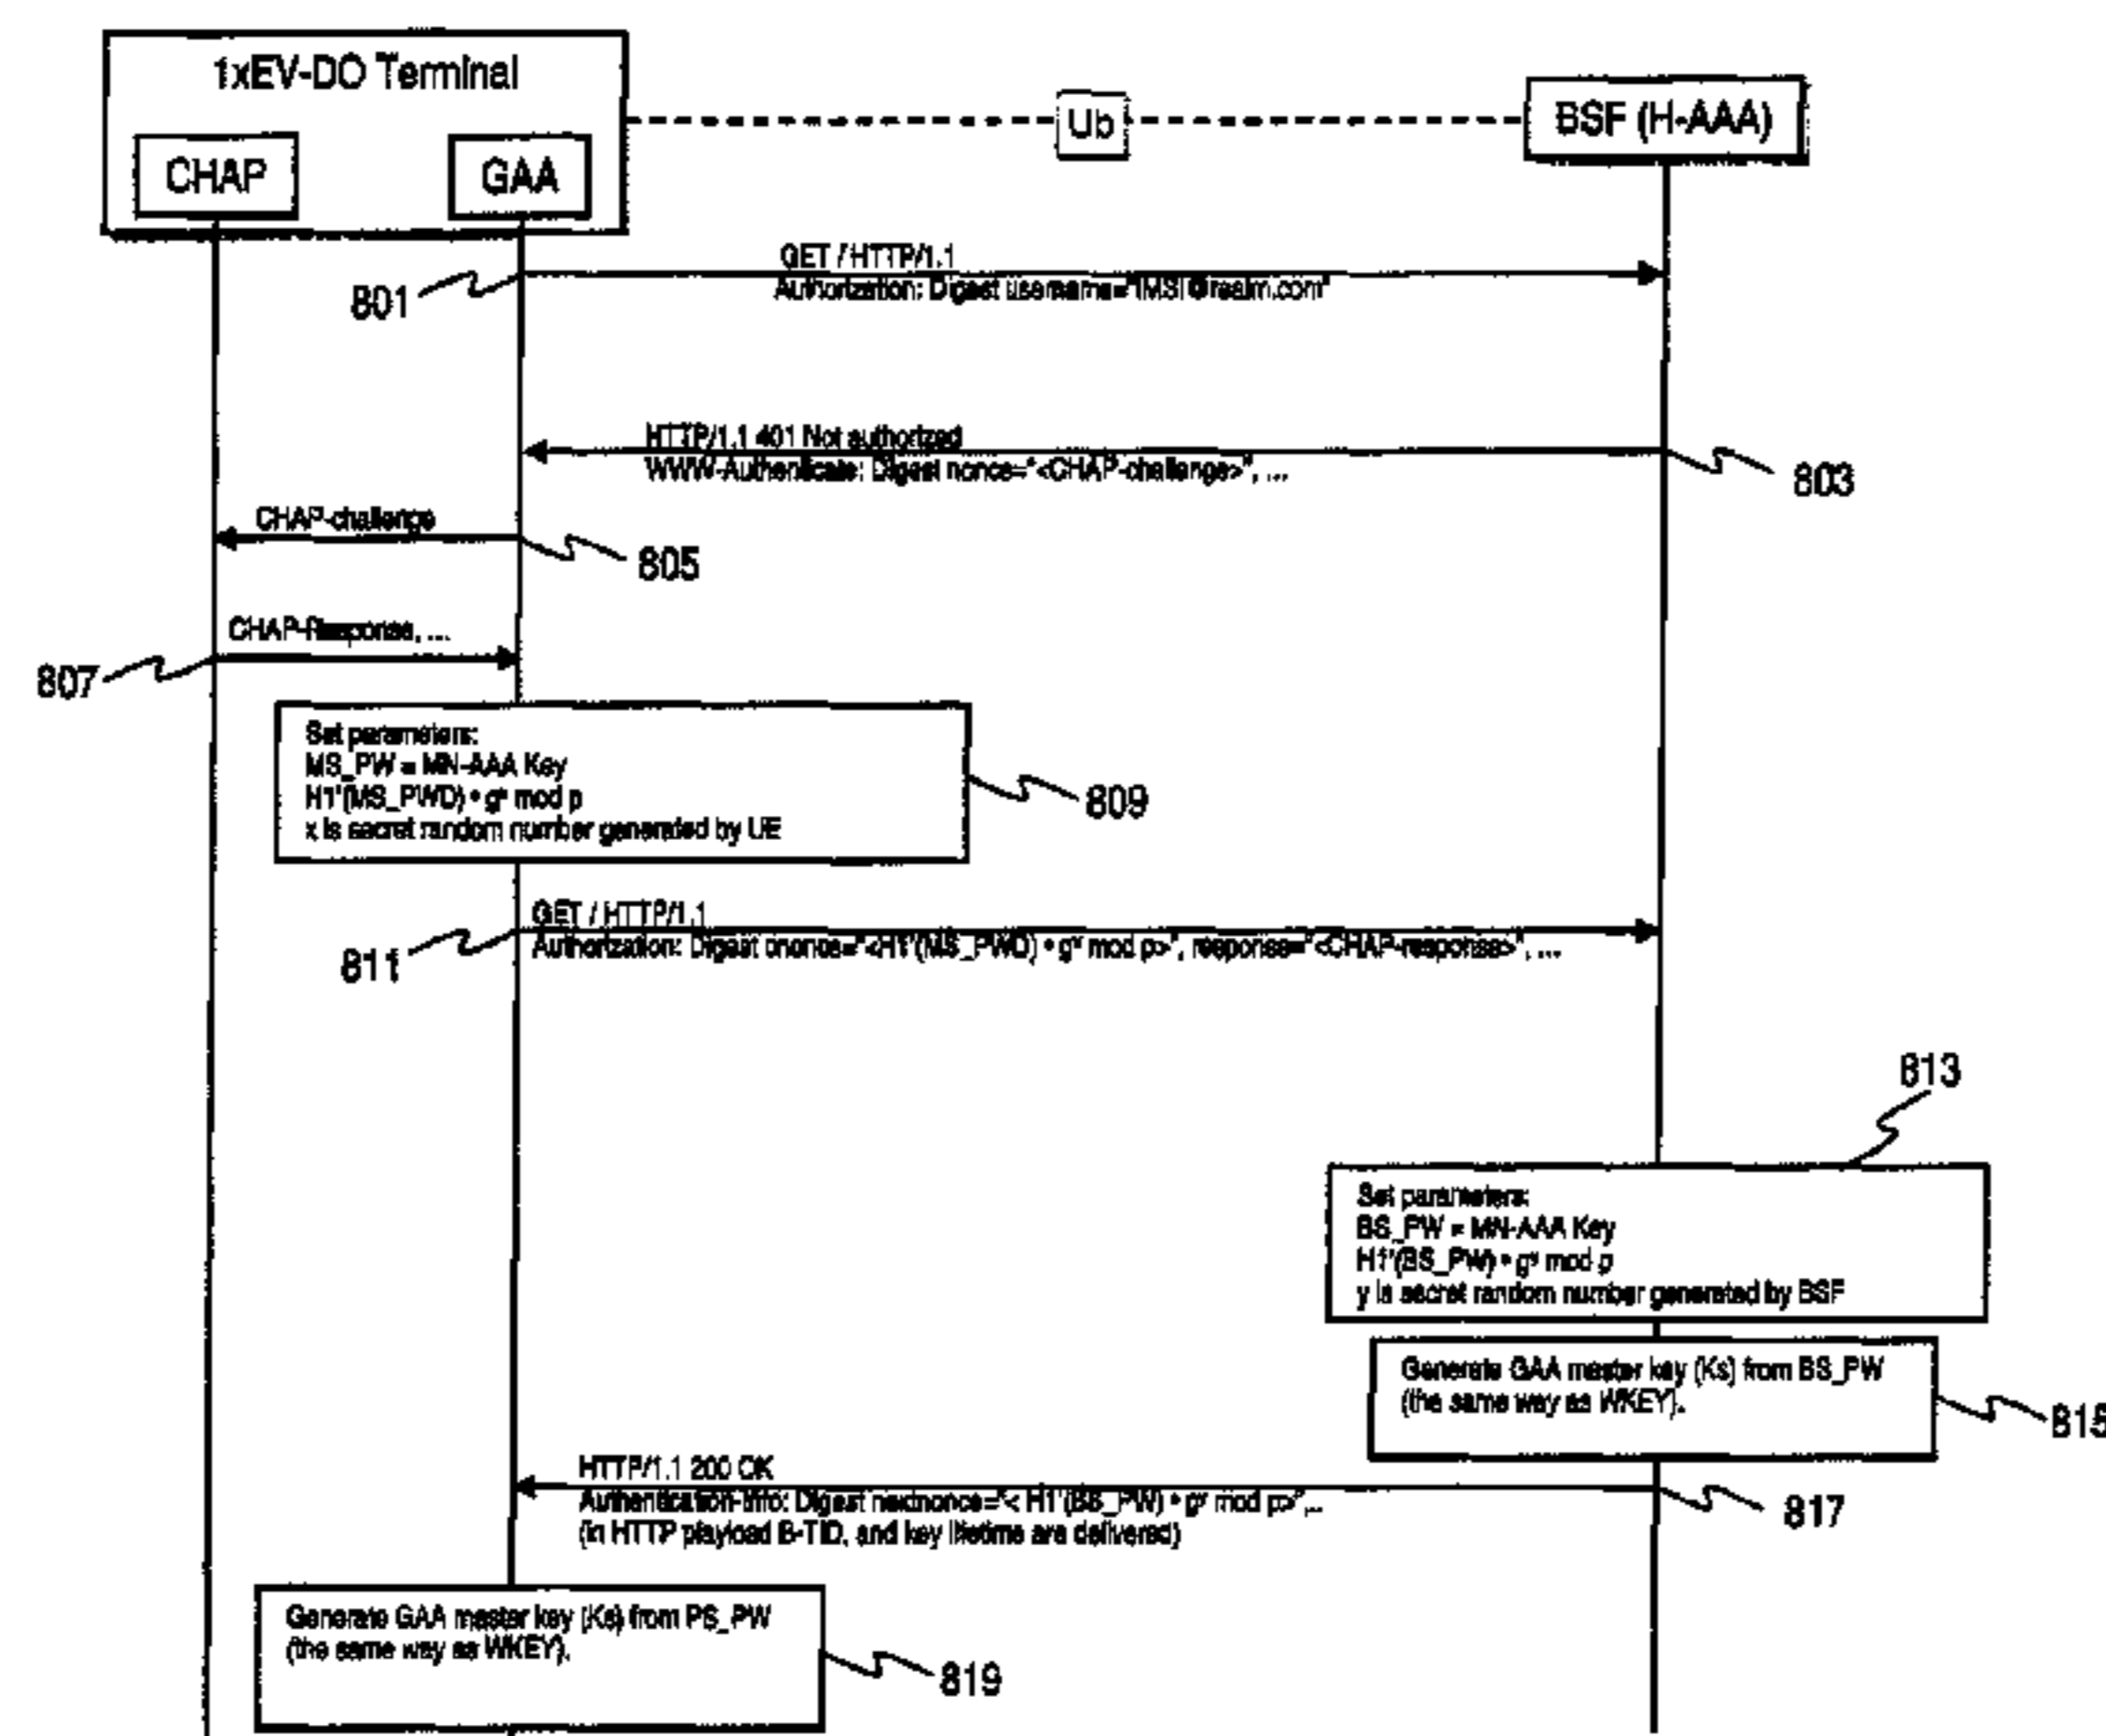 1xEV-DO Terminal
CHAP
GAA
Ub
BSF (H-AAA)
GET / HTTP/1.1
Authorization: Digest username="IMSI@realm.com"
801
HTTP/1.1 401 Not authorized
WWW-Authenticate: Digest nonce="<CHAP-challenge>", ...
803
CHAP-challenge
805
CHAP-Response, ...
807
Set parameters:
MS_PW = MN-AAA Key
H1'(MS_PWD) • gˣ mod p
x is secret random number generated by UE
809
GET / HTTP/1.1
Authorization: Digest cnonce="<H1'(MS_PWD) • gˣ mod p>", response="<CHAP-response>", ...
811
813
Set parameters:
BS_PW = MN-AAA Key
H1'(BS_PW) • gʸ mod p
y is secret random number generated by BSF
Generate GAA master key (Ks) from BS_PW
(the same way as WKEY).
815
HTTP/1.1 200 OK
Authentication-Info: Digest nextnonce="< H1'(BS_PW) • gʸ mod p>",..
(in HTTP playload B-TID, and key lifetime are delivered)
817
Generate GAA master key (Ks) from PS_PW
(the same way as WKEY).
819